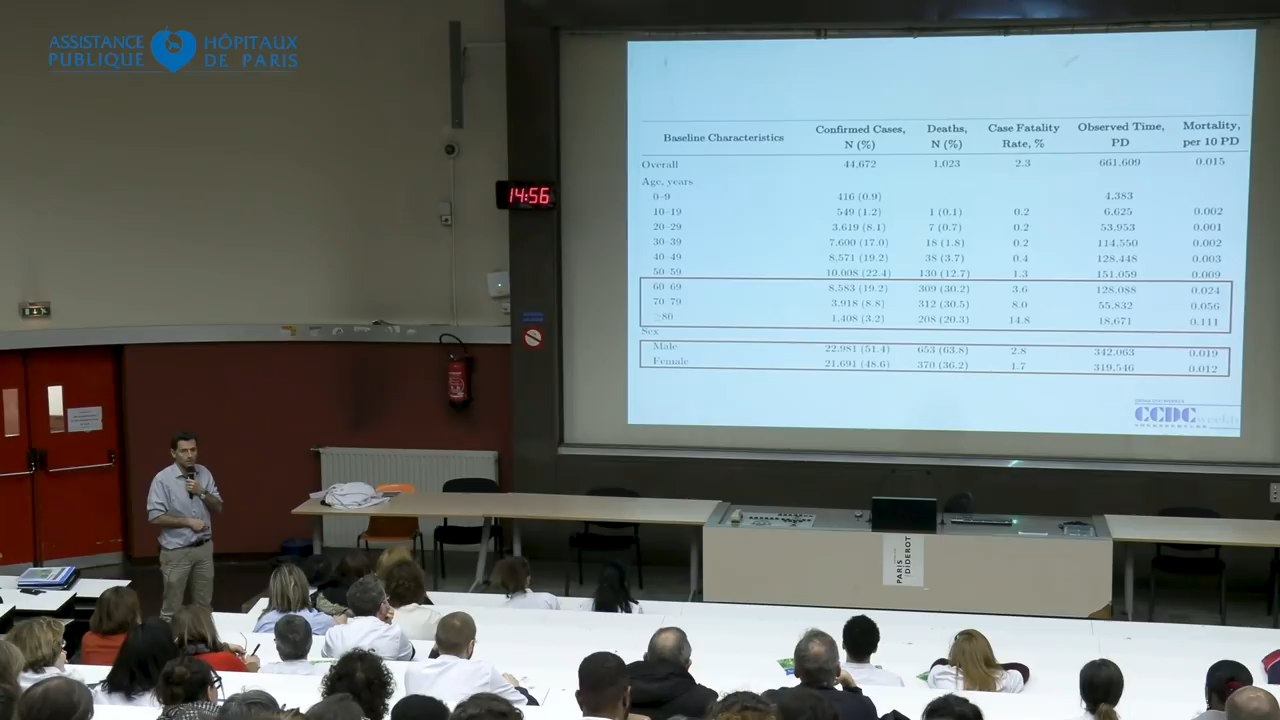 ASSISTANCE HÔPITAUX
PUBLIQUE DE PARIS
14:56
Baseline Characteristics Confirmed Cases, N (%) Deaths, N (%) Case Fatality Rate, % Observed Time, PD Mortality, per 10 PD
Overall 44,672 1,023 2.3 661,609 0.015
Age, years
0–9 416 (0.9) 4,383
10–19 549 (1.2) 1 (0.1) 0.2 6,625 0.002
20–29 3,619 (8.1) 7 (0.7) 0.2 53,953 0.001
30–39 7,600 (17.0) 18 (1.8) 0.2 114,550 0.002
40–49 8,571 (19.2) 38 (3.7) 0.4 128,448 0.003
50–59 10,008 (22.4) 130 (12.7) 1.3 151,059 0.009
60–69 8,583 (19.2) 309 (30.2) 3.6 128,088 0.024
70–79 3,918 (8.8) 312 (30.5) 8.0 55,832 0.056
≥80 1,408 (3.2) 208 (20.3) 14.8 18,671 0.111
Sex
Male 22,981 (51.4) 653 (63.8) 2.8 342,063 0.019
Female 21,691 (48.6) 370 (36.2) 1.7 319,546 0.012
CCDC
PARIS
DIDEROT